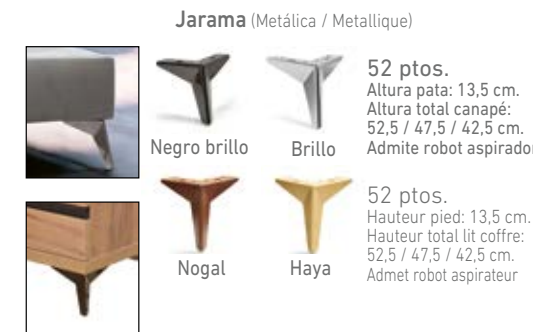 Jarama (Metálica / Metallique)
Negro brillo
Brillo
52 ptos.
Altura pata: 13,5 cm.
Altura total canapé:
52,5 / 47,5 / 42,5 cm.
Admite robot aspirador
Nogal
Haya
52 ptos.
Hauteur pied: 13,5 cm.
Hauteur total lit coffre:
52,5 / 47,5 / 42,5 cm.
Admet robot aspirateur